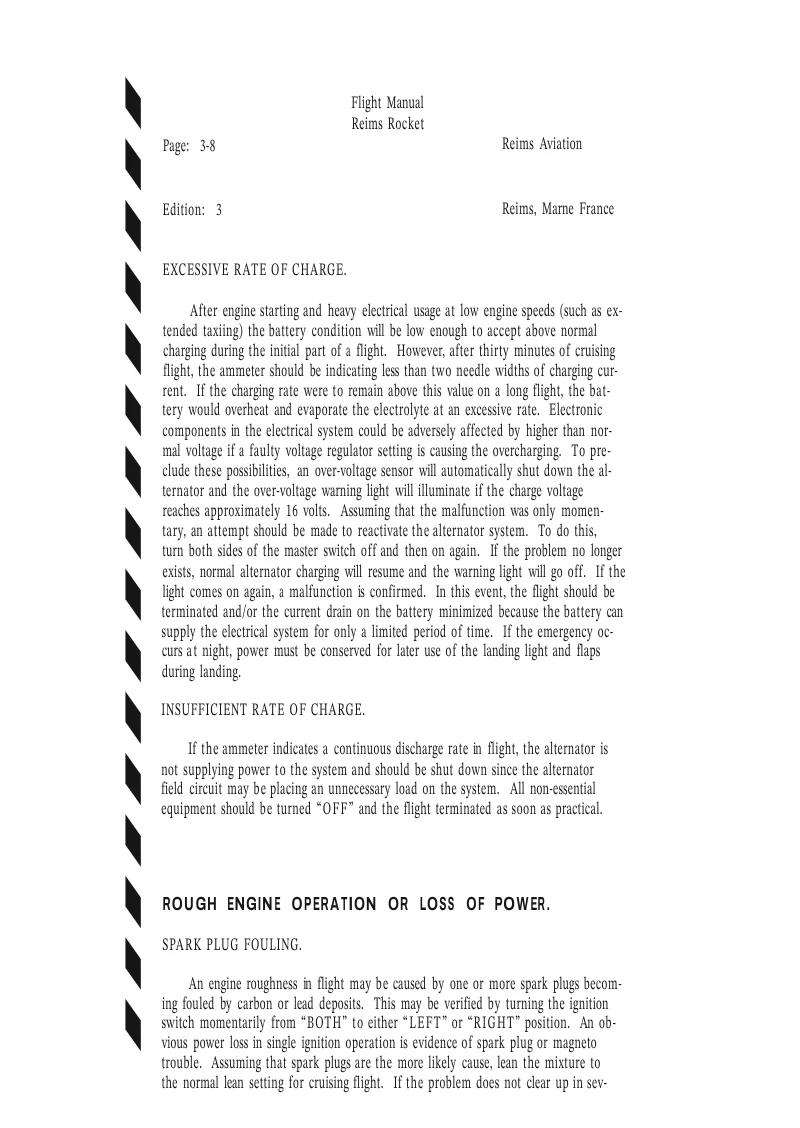 Flight Manual
Reims Rocket
Page: 3-8
Reims Aviation
Edition: 3
Reims, Marne France
EXCESSIVE RATE OF CHARGE.
After engine starting and heavy electrical usage at low engine speeds (such as ex-
tended taxiing) the battery condition will be low enough to accept above normal
charging during the initial part of a flight. However, after thirty minutes of cruising
flight, the ammeter should be indicating less than two needle widths of charging cur-
rent. If the charging rate were to remain above this value on a long flight, the bat-
tery would overheat and evaporate the electrolyte at an excessive rate. Electronic
components in the electrical system could be adversely affected by higher than nor-
mal voltage if a faulty voltage regulator setting is causing the overcharging. To pre-
clude these possibilities, an over-voltage sensor will automatically shut down the al-
ternator and the over-voltage warning light will illuminate if the charge voltage
reaches approximately 16 volts. Assuming that the malfunction was only momen-
tary, an attempt should be made to reactivate the alternator system. To do this,
turn both sides of the master switch off and then on again. If the problem no longer
exists, normal alternator charging will resume and the warning light will go off. If the
light comes on again, a malfunction is confirmed. In this event, the flight should be
terminated and/or the current drain on the battery minimized because the battery can
supply the electrical system for only a limited period of time. If the emergency oc-
curs at night, power must be conserved for later use of the landing light and flaps
during landing.
INSUFFICIENT RATE OF CHARGE.
If the ammeter indicates a continuous discharge rate in flight, the alternator is
not supplying power to the system and should be shut down since the alternator
field circuit may be placing an unnecessary load on the system. All non-essential
equipment should be turned “OFF” and the flight terminated as soon as practical.
ROUGH ENGINE OPERATION OR LOSS OF POWER.
SPARK PLUG FOULING.
An engine roughness in flight may be caused by one or more spark plugs becom-
ing fouled by carbon or lead deposits. This may be verified by turning the ignition
switch momentarily from “BOTH” to either “LEFT” or “RIGHT” position. An ob-
vious power loss in single ignition operation is evidence of spark plug or magneto
trouble. Assuming that spark plugs are the more likely cause, lean the mixture to
the normal lean setting for cruising flight. If the problem does not clear up in sev-